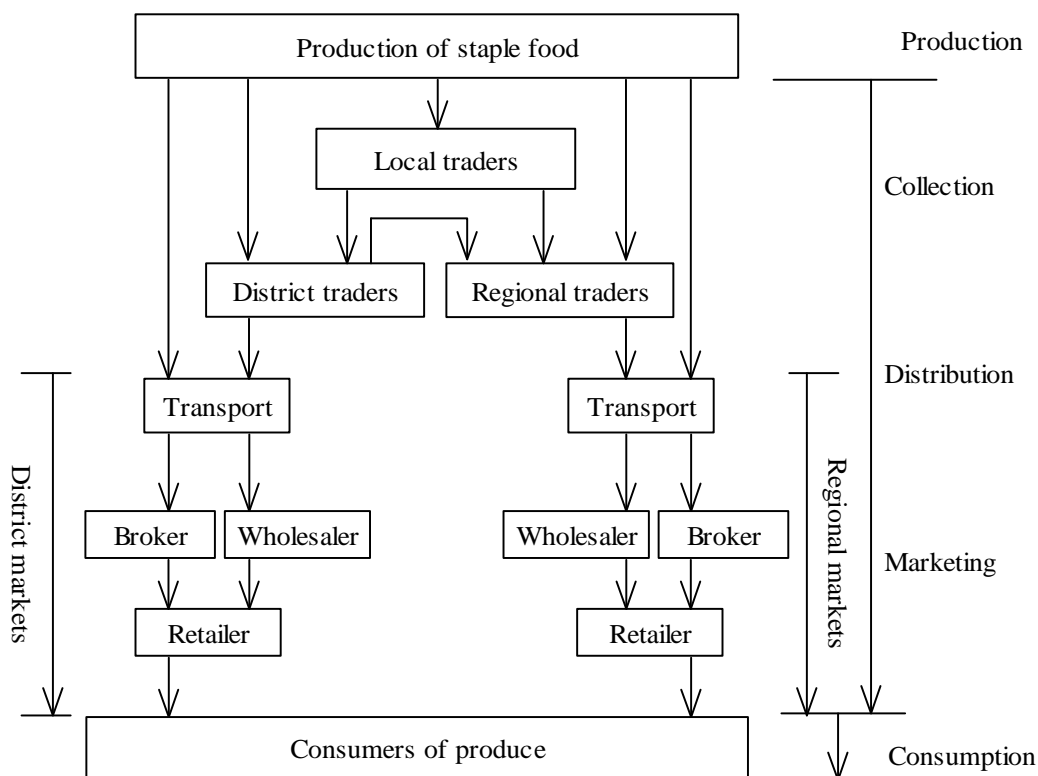 Production of staple food
Production
Local traders
Collection
District traders
Regional traders
Distribution
Transport
Transport
District markets
Regional markets
Broker
Wholesaler
Wholesaler
Broker
Marketing
Retailer
Retailer
Consumers of produce
Consumption